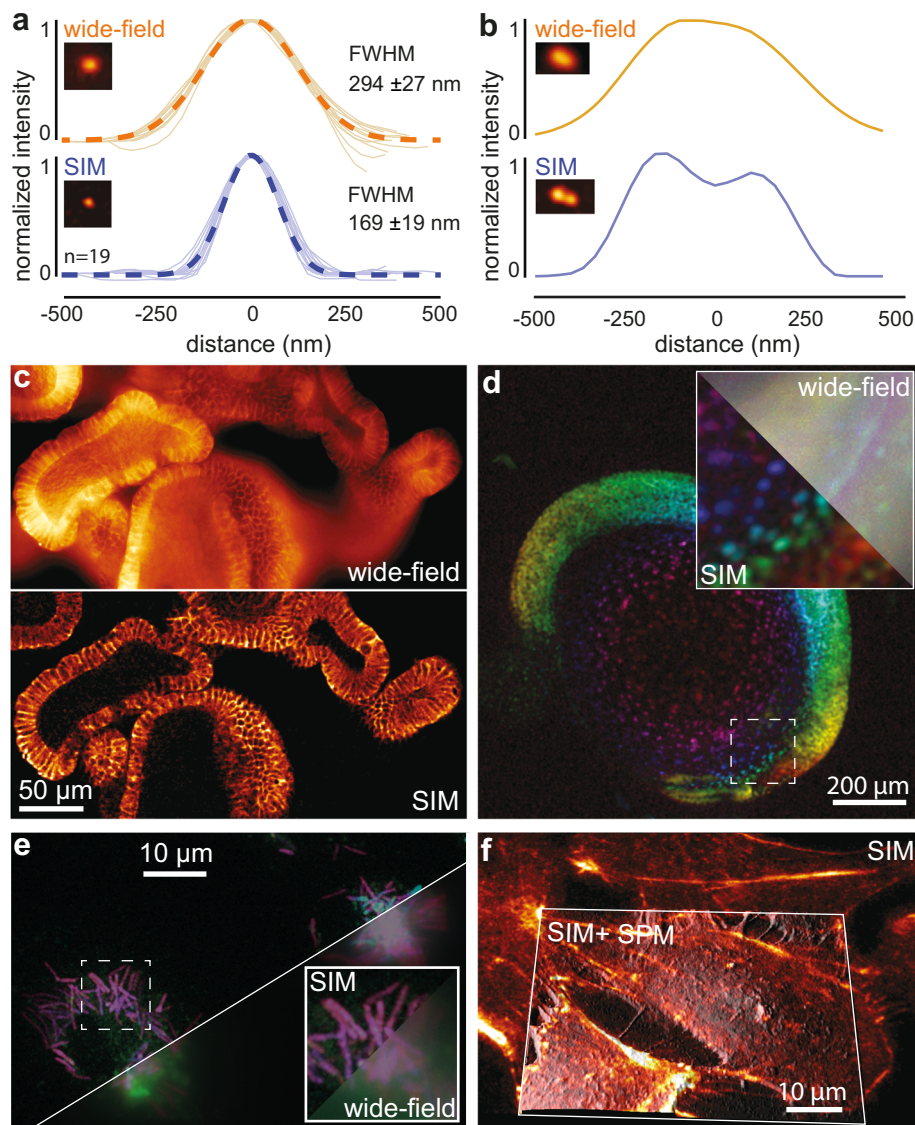 a
wide-field
1
0
normalized intensity
FWHM
294 ±27 nm
SIM
1
0
n=19
FWHM
169 ±19 nm
-500 -250 0 250 500
distance (nm)
b
wide-field
1
0
normalized intensity
SIM
1
0
-500 -250 0 250 500
distance (nm)
c
wide-field
50 µm
SIM
d
wide-field
SIM
200 µm
e
10 µm
SIM
wide-field
f
SIM
SIM+ SPM
10 µm